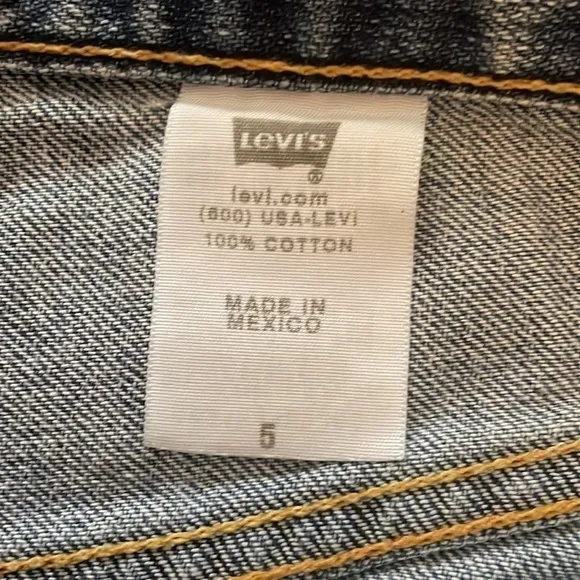 LEVI'S
®
levi.com
(800) USA-LEVI
100% COTTON
MADE IN
MEXICO
5